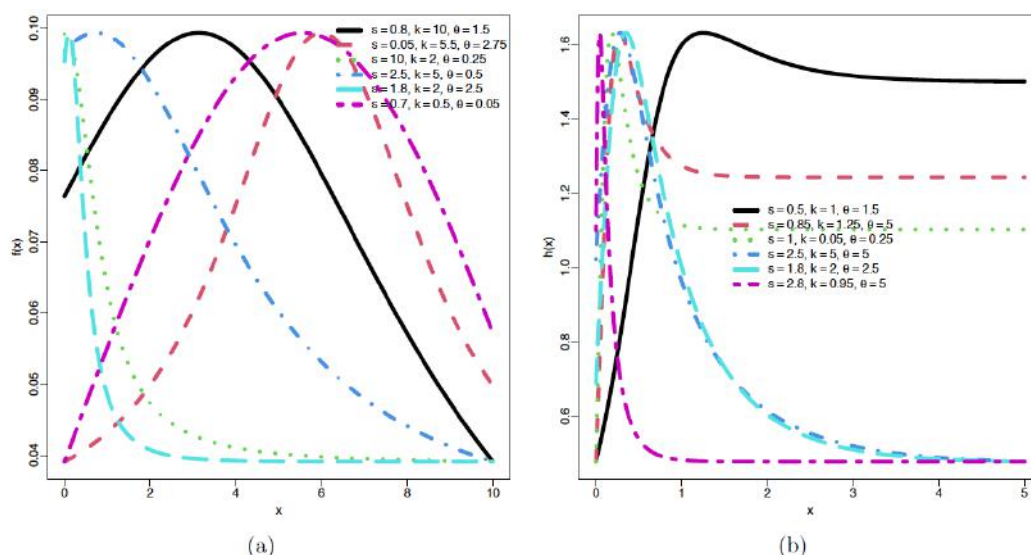 f(x)
0.04 0.05 0.06 0.07 0.08 0.09 0.10
s = 0.8, k = 10, θ = 1.5
s = 0.05, k = 5.5, θ = 2.75
s = 10, k = 2, θ = 0.25
s = 2.5, k = 5, θ = 0.5
s = 1.8, k = 2, θ = 2.5
s = 0.7, k = 0.5, θ = 0.05
0 2 4 6 8 10
x
(a)
h(x)
0.6 0.8 1.0 1.2 1.4 1.6
s = 0.5, k = 1, θ = 1.5
s = 0.85, k = 1.25, θ = 5
s = 1, k = 0.05, θ = 0.25
s = 2.5, k = 5, θ = 5
s = 1.8, k = 2, θ = 2.5
s = 2.8, k = 0.95, θ = 5
0 1 2 3 4 5
x
(b)